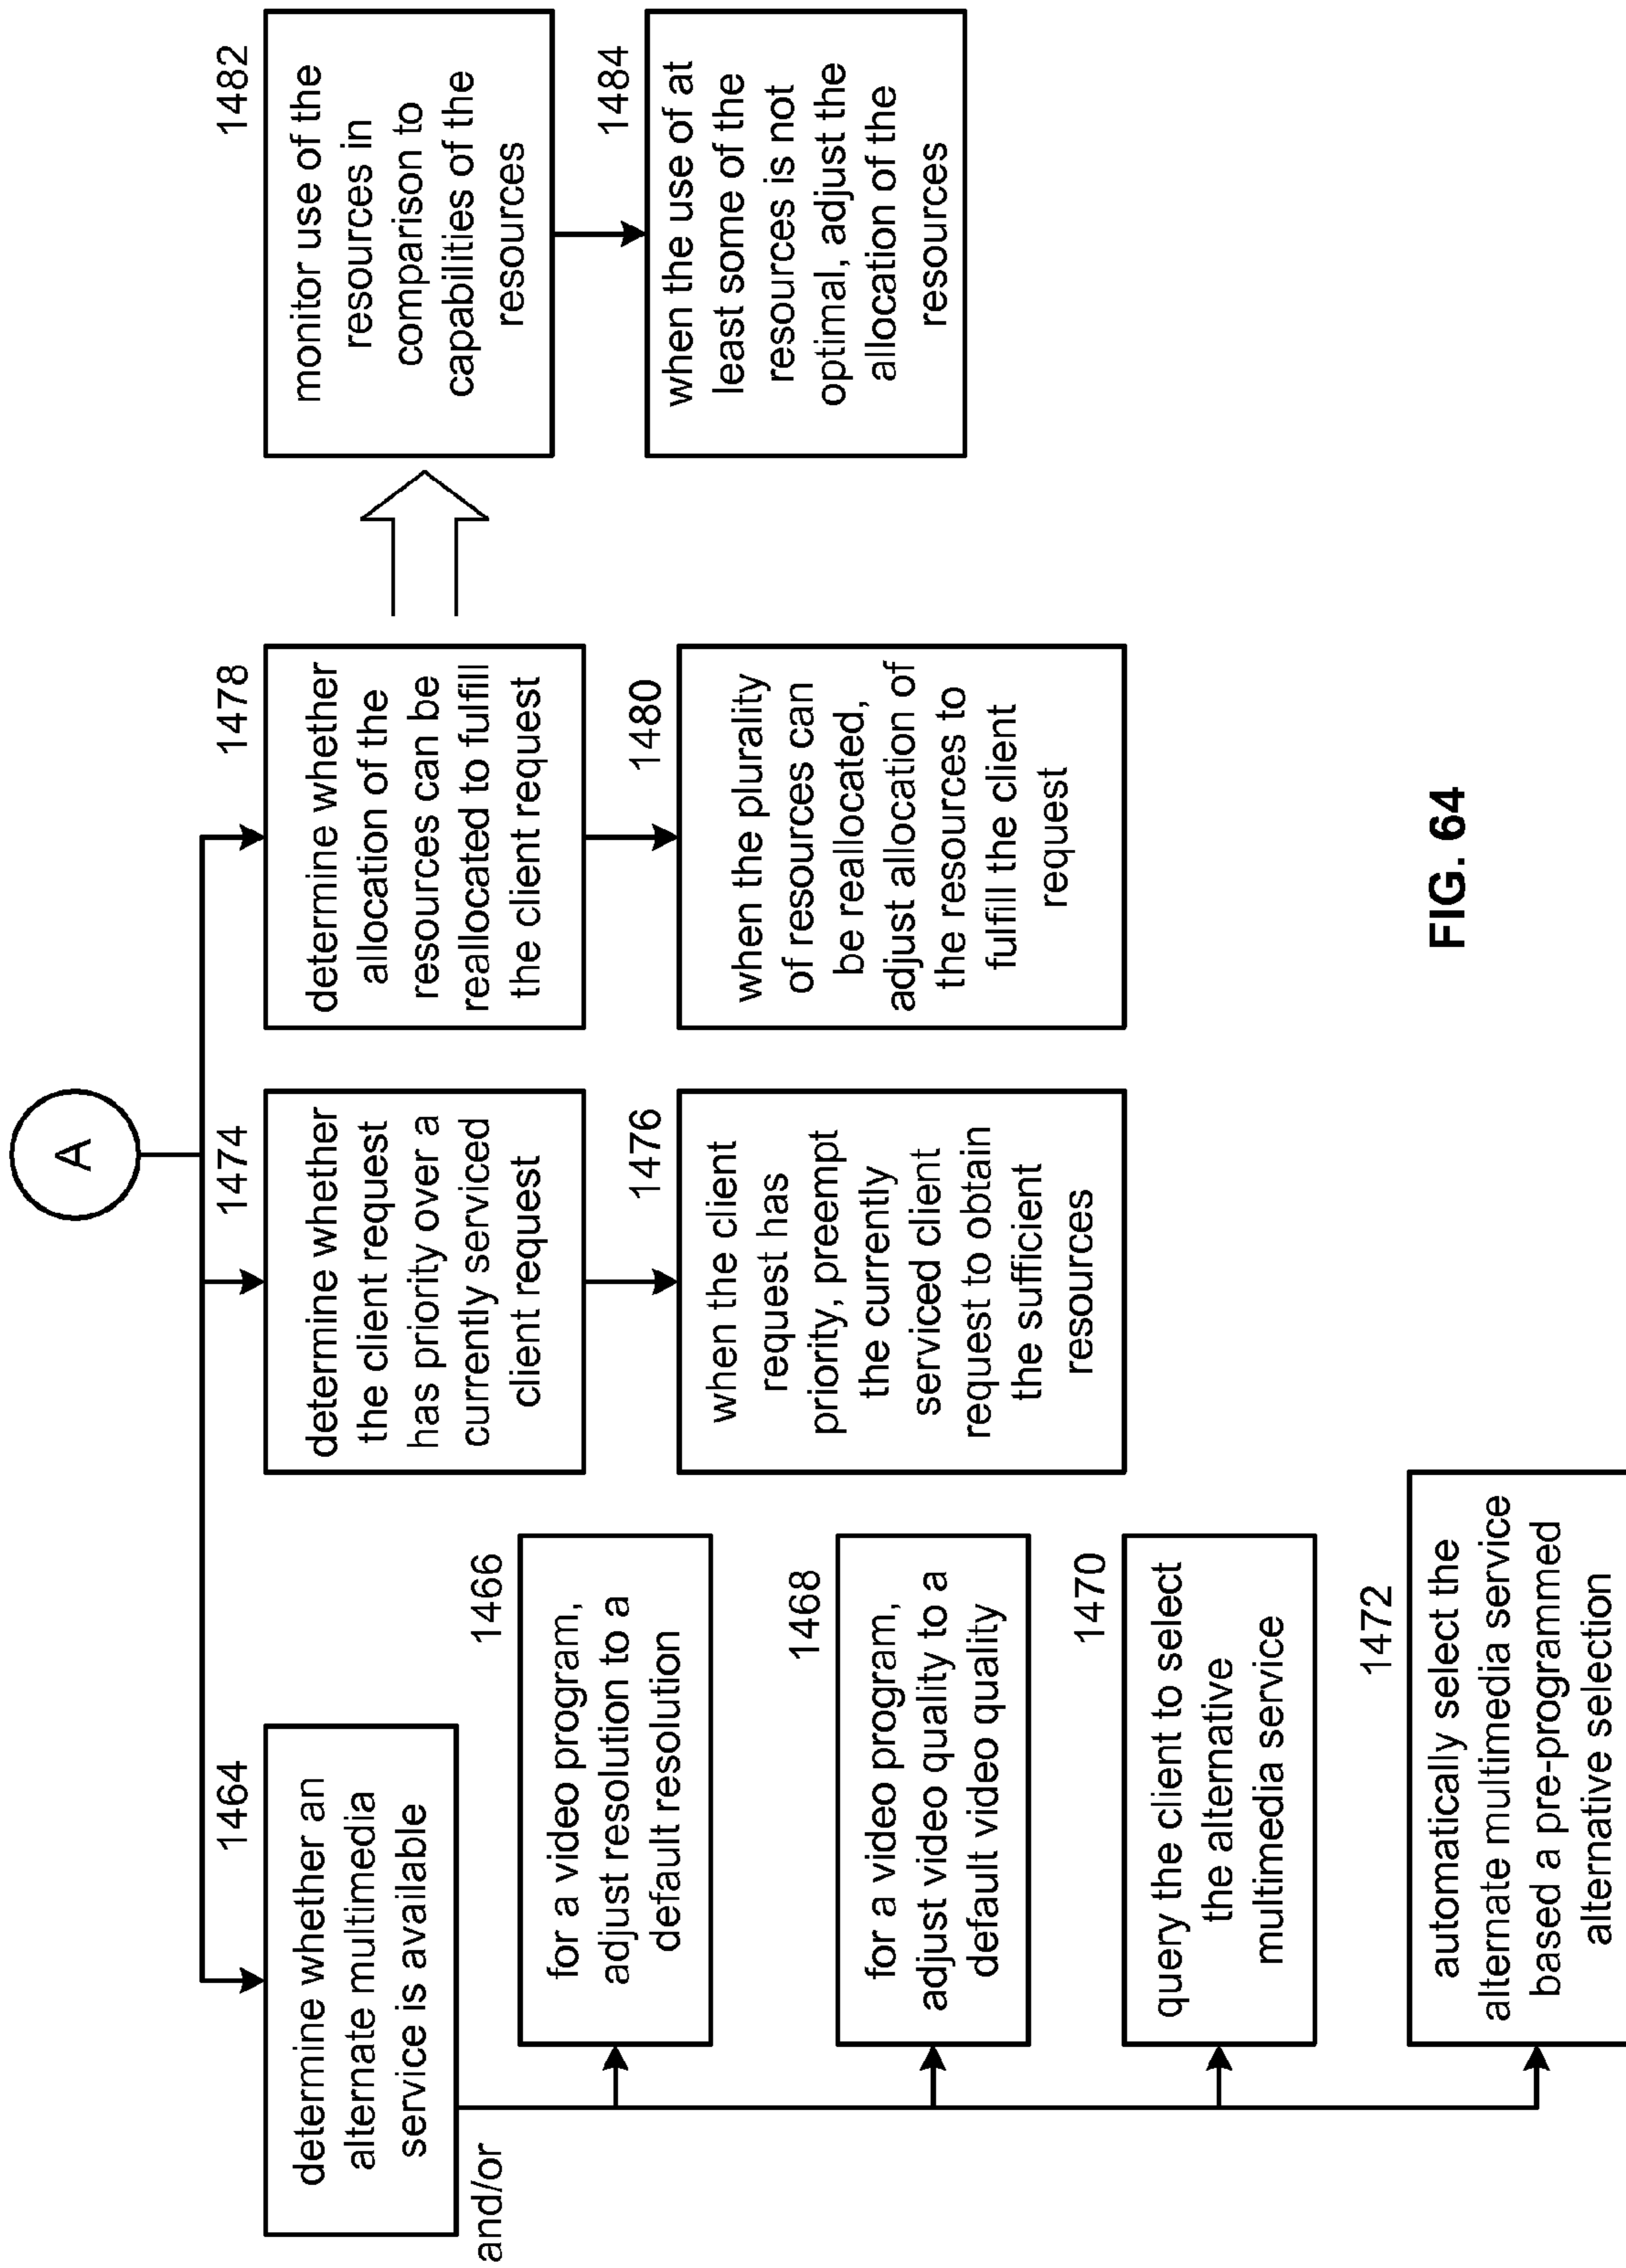 A
1464
determine whether an
alternate multimedia
service is available
and/or
1466
for a video program,
adjust resolution to a
default resolution
1468
for a video program,
adjust video quality to a
default video quality
1470
query the client to select
the alternative
multimedia service
1472
automatically select the
alternate multimedia service
based a pre-programmed
alternative selection
1474
determine whether
the client request
has priority over a
currently serviced
client request
1476
when the client
request has
priority, preempt
the currently
serviced client
request to obtain
the sufficient
resources
1478
determine whether
allocation of the
resources can be
reallocated to fulfill
the client request
1480
when the plurality
of resources can
be reallocated,
adjust allocation of
the resources to
fulfill the client
request
1482
monitor use of the
resources in
comparison to
capabilities of the
resources
1484
when the use of at
least some of the
resources is not
optimal, adjust the
allocation of the
resources
FIG. 64